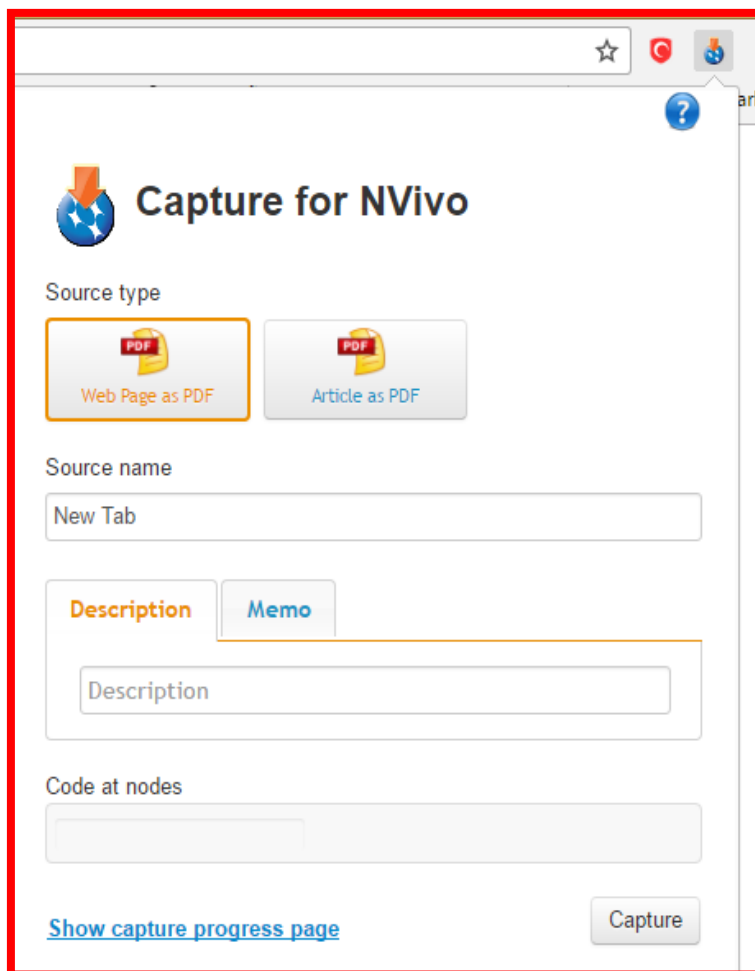 ?
Capture for NVivo
Source type
PDF PDF
Web Page as PDF Article as PDF
Source name
New Tab
Description Memo
Description
Code at nodes
Show capture progress page Capture